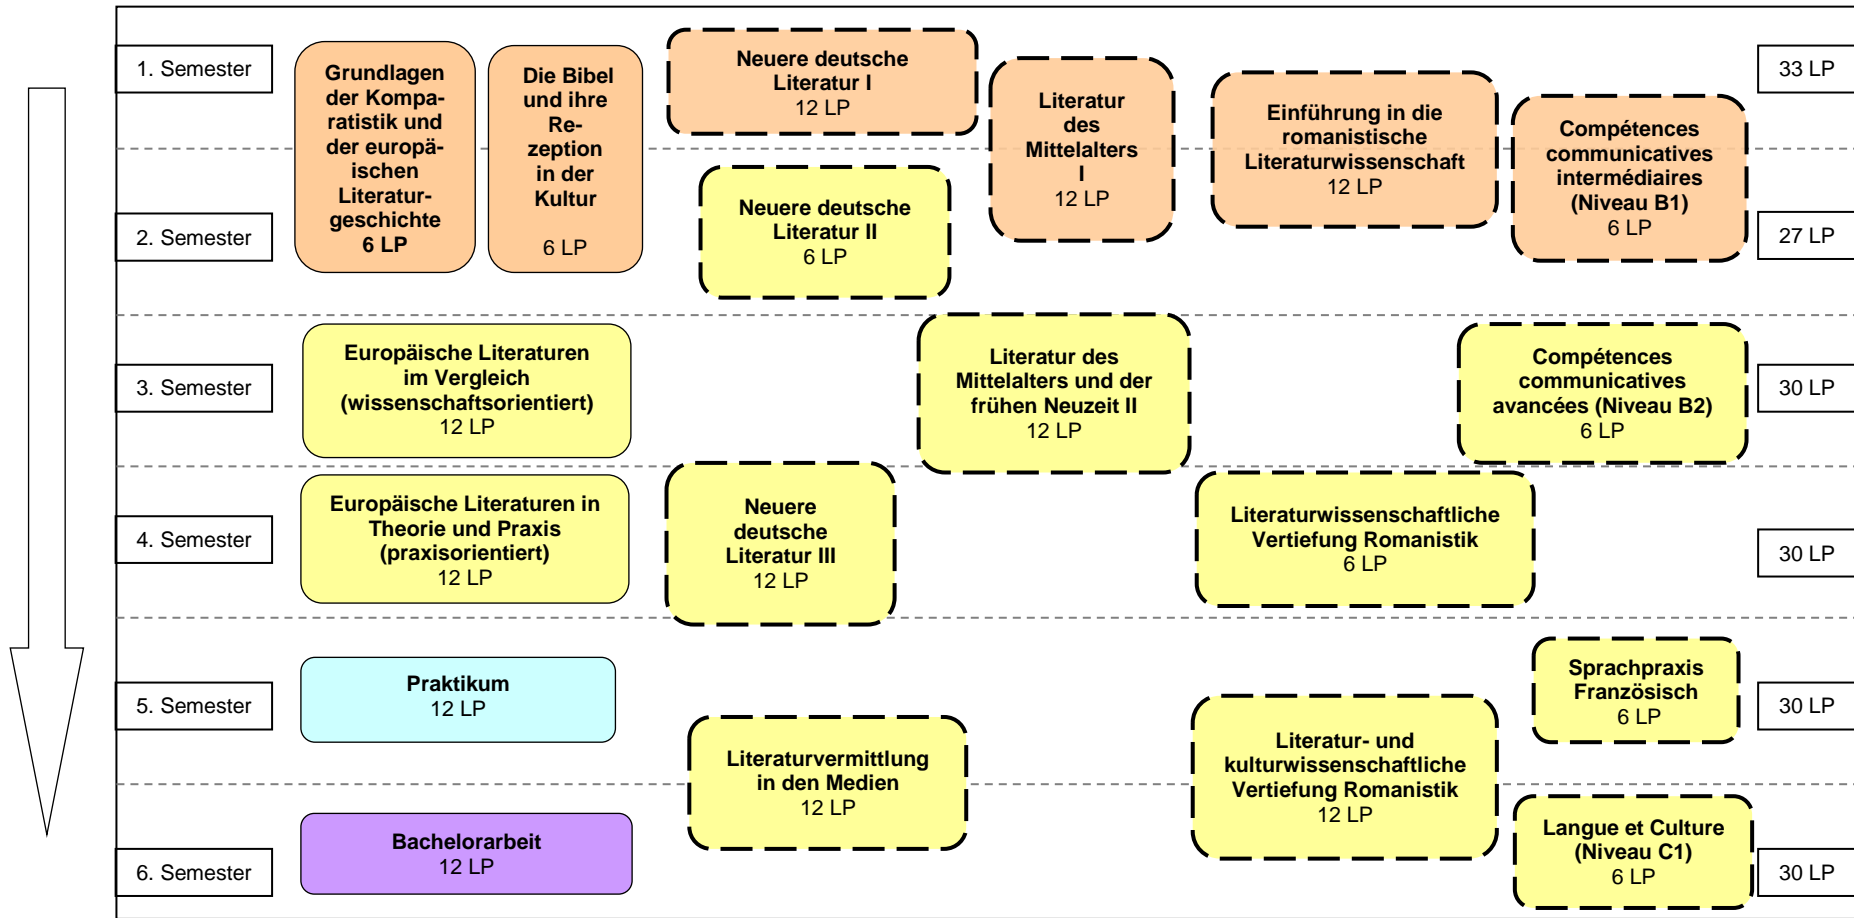 1. Semester
Grundlagen
der Kompa-
ratistik und
der europä-
ischen
Literatur-
geschichte
6 LP
Die Bibel
und ihre
Re-
zeption
in der
Kultur
6 LP
Neuere deutsche
Literatur I
12 LP
Literatur
des
Mittelalters
I
12 LP
Einführung in die
romanistische
Literaturwissenschaft
12 LP
Compétences
communicatives
intermédiaires
(Niveau B1)
6 LP
33 LP
2. Semester
Neuere deutsche
Literatur II
6 LP
27 LP
3. Semester
Europäische Literaturen
im Vergleich
(wissenschaftsorientiert)
12 LP
Literatur des
Mittelalters und der
frühen Neuzeit II
12 LP
Compétences
communicatives
avancées (Niveau B2)
6 LP
30 LP
4. Semester
Europäische Literaturen in
Theorie und Praxis
(praxisorientiert)
12 LP
Neuere
deutsche
Literatur III
12 LP
Literaturwissenschaftliche
Vertiefung Romanistik
6 LP
30 LP
5. Semester
Praktikum
12 LP
Literaturvermittlung
in den Medien
12 LP
Literatur- und
kulturwissenschaftliche
Vertiefung Romanistik
12 LP
Sprachpraxis
Französisch
6 LP
30 LP
6. Semester
Bachelorarbeit
12 LP
Langue et Culture
(Niveau C1)
6 LP
30 LP